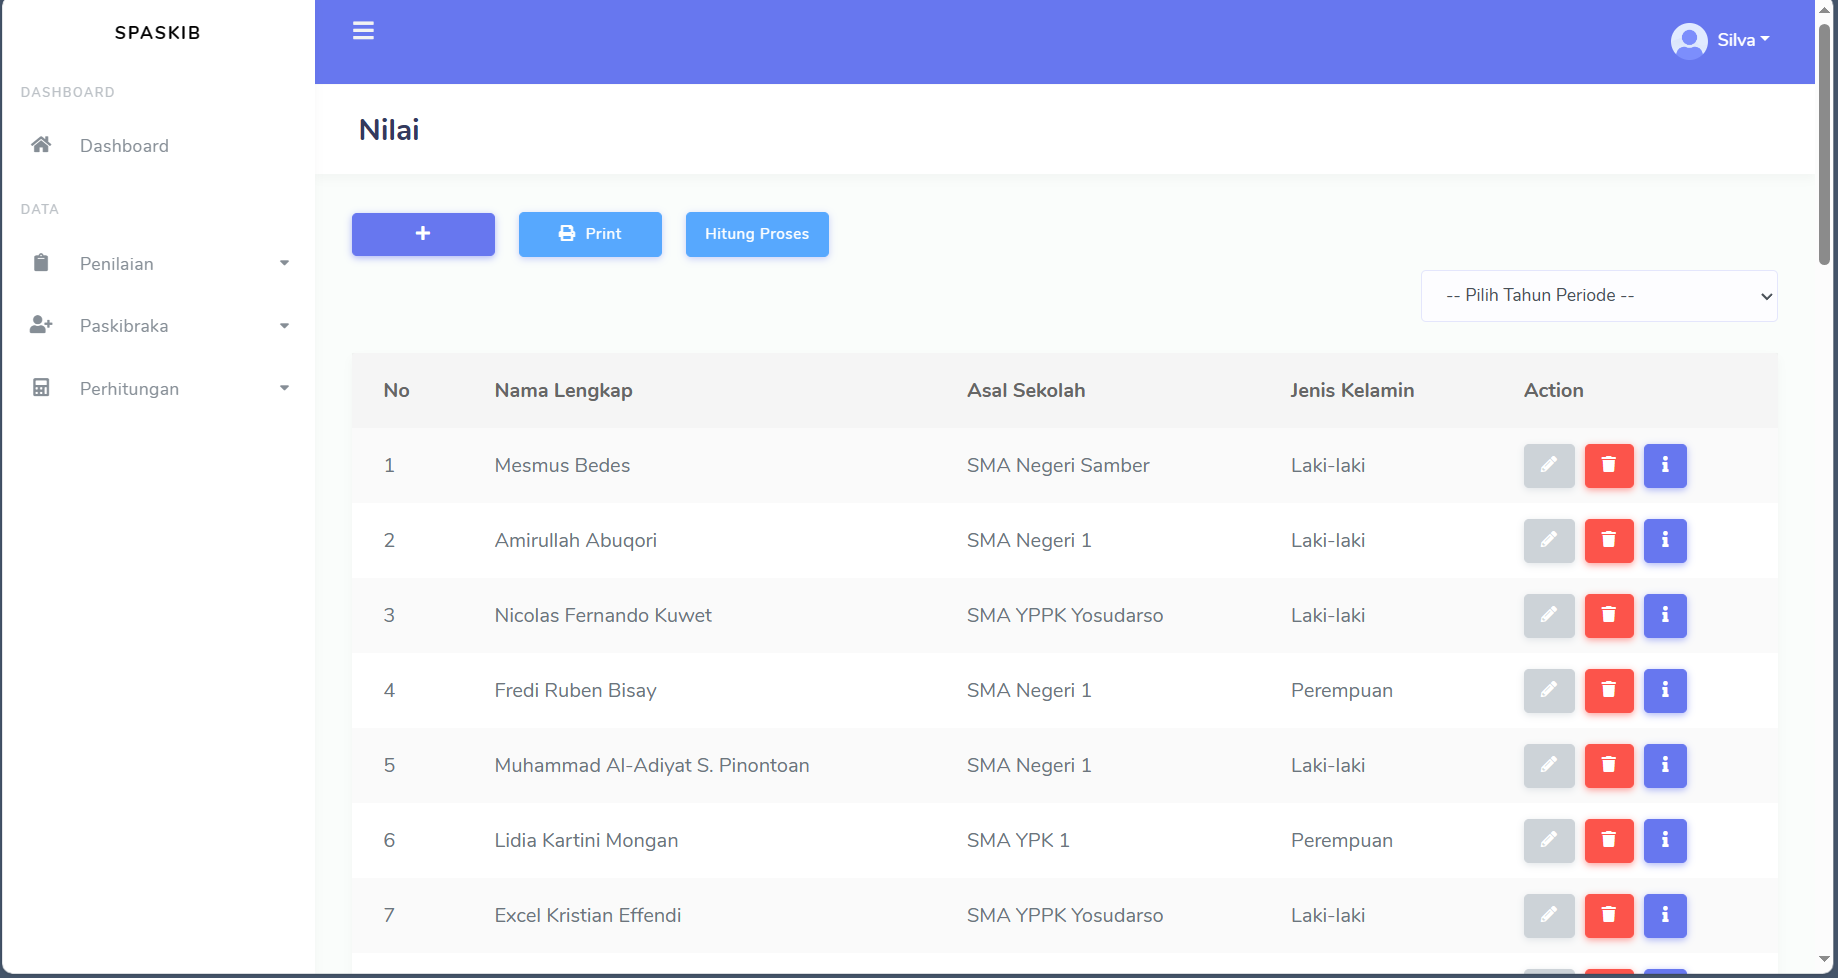 SPASKIB
Silva
DASHBOARD
Dashboard
DATA
Penilaian
Paskibraka
Perhitungan
Nilai
+
Print
Hitung Proses
-- Pilih Tahun Periode --
No Nama Lengkap Asal Sekolah Jenis Kelamin Action
1 Mesmus Bedes SMA Negeri Samber Laki-laki
2 Amirullah Abuqori SMA Negeri 1 Laki-laki
3 Nicolas Fernando Kuwet SMA YPPK Yosudarso Laki-laki
4 Fredi Ruben Bisay SMA Negeri 1 Perempuan
5 Muhammad Al-Adiyat S. Pinontoan SMA Negeri 1 Laki-laki
6 Lidia Kartini Mongan SMA YPK 1 Perempuan
7 Excel Kristian Effendi SMA YPPK Yosudarso Laki-laki